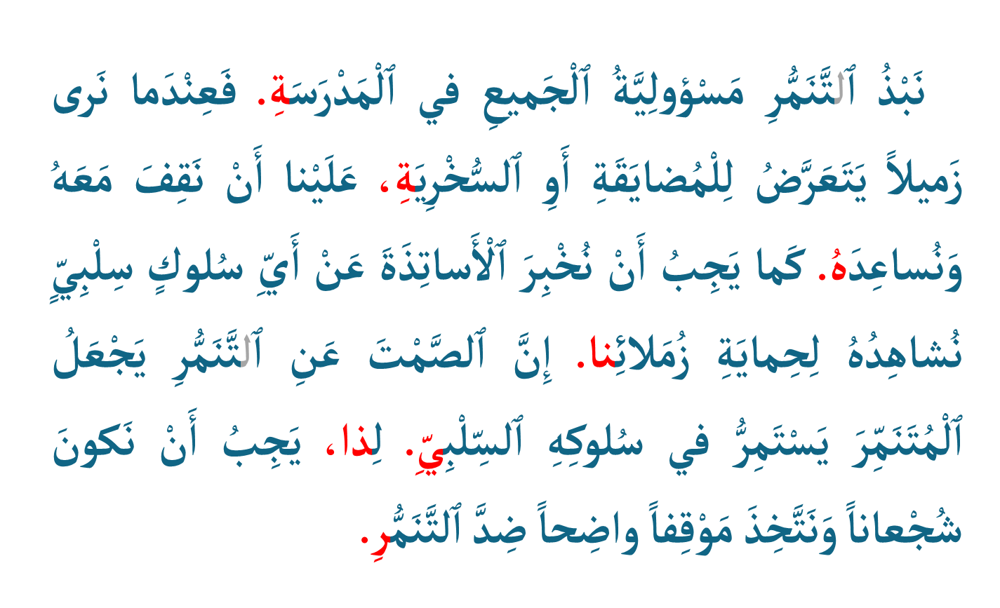 نَبْذُ ٱلتَّنَمُّرِ مَسْؤولِيَّةُ ٱلْجَميعِ في ٱلْمَدْرَسَةِ. فَعِنْدَما نَرى
زَميلاً يَتَعَرَّضُ لِلْمُضايَقَةِ أَوِ ٱلسُّخْرِيَةِ، عَلَيْنا أَنْ نَقِفَ مَعَهُ
وَنُساعِدَهُ. كَما يَجِبُ أَنْ نُخْبِرَ ٱلْأَساتِذَةَ عَنْ أَيِّ سُلوكٍ سِلْبِيٍّ
نُشاهِدُهُ لِحِمايَةِ زُمَلائِنا. إِنَّ ٱلصَّمْتَ عَنِ ٱلتَّنَمُّرِ يَجْعَلُ
ٱلْمُتَنَمِّرَ يَسْتَمِرُّ في سُلوكِهِ ٱلسِّلْبِيِّ. لِذا، يَجِبُ أَنْ نَكونَ
شُجْعاناً وَنَتَّخِذَ مَوْقِفاً واضِحاً ضِدَّ ٱلتَّنَمُّرِ.